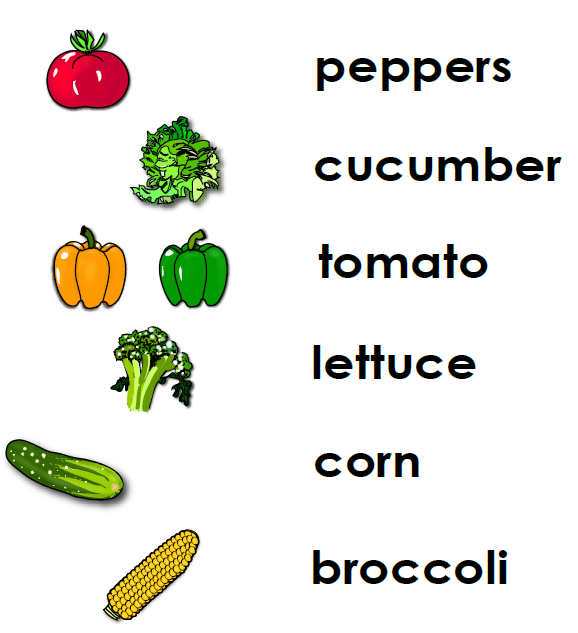 peppers
cucumber
tomato
lettuce
corn
broccoli